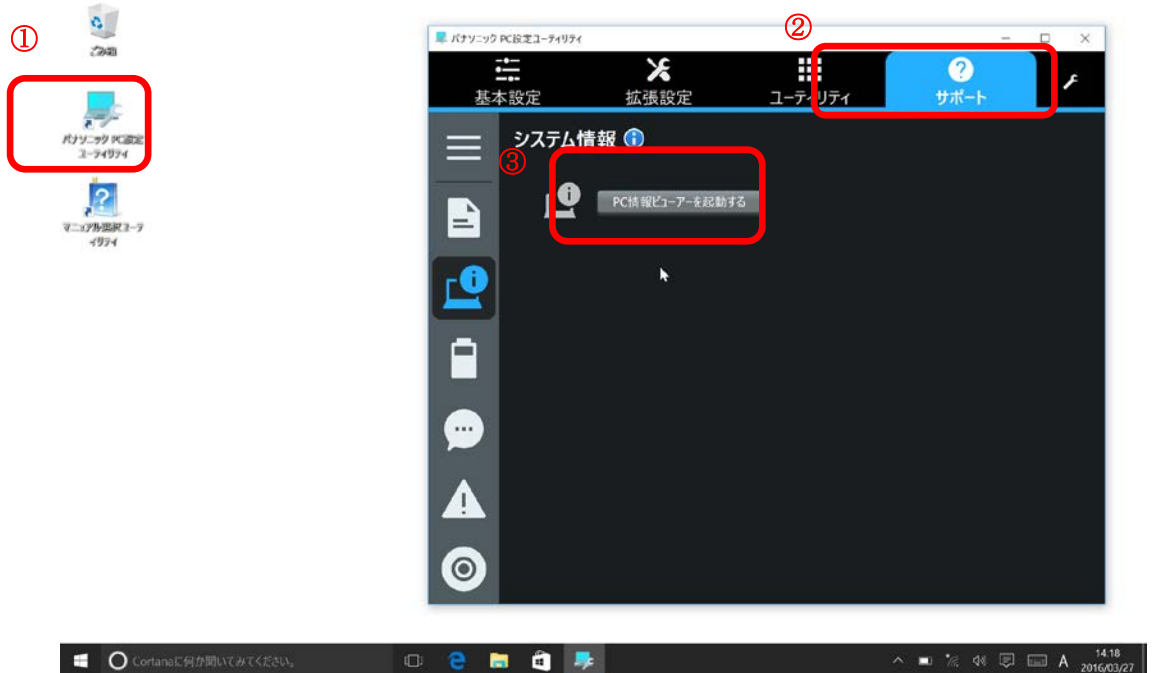 ①
ごみ箱
パナソニック PC設定
ユーティリティ
マニュアル選択ユーテ
ィリティ
②
パナソニック PC設定ユーティリティ
基本設定
拡張設定
ユーティリティ
サポート
システム情報
③
PC情報ビューアーを起動する
Cortanaに何か聞いてみてください。
A
14:18
2016/03/27